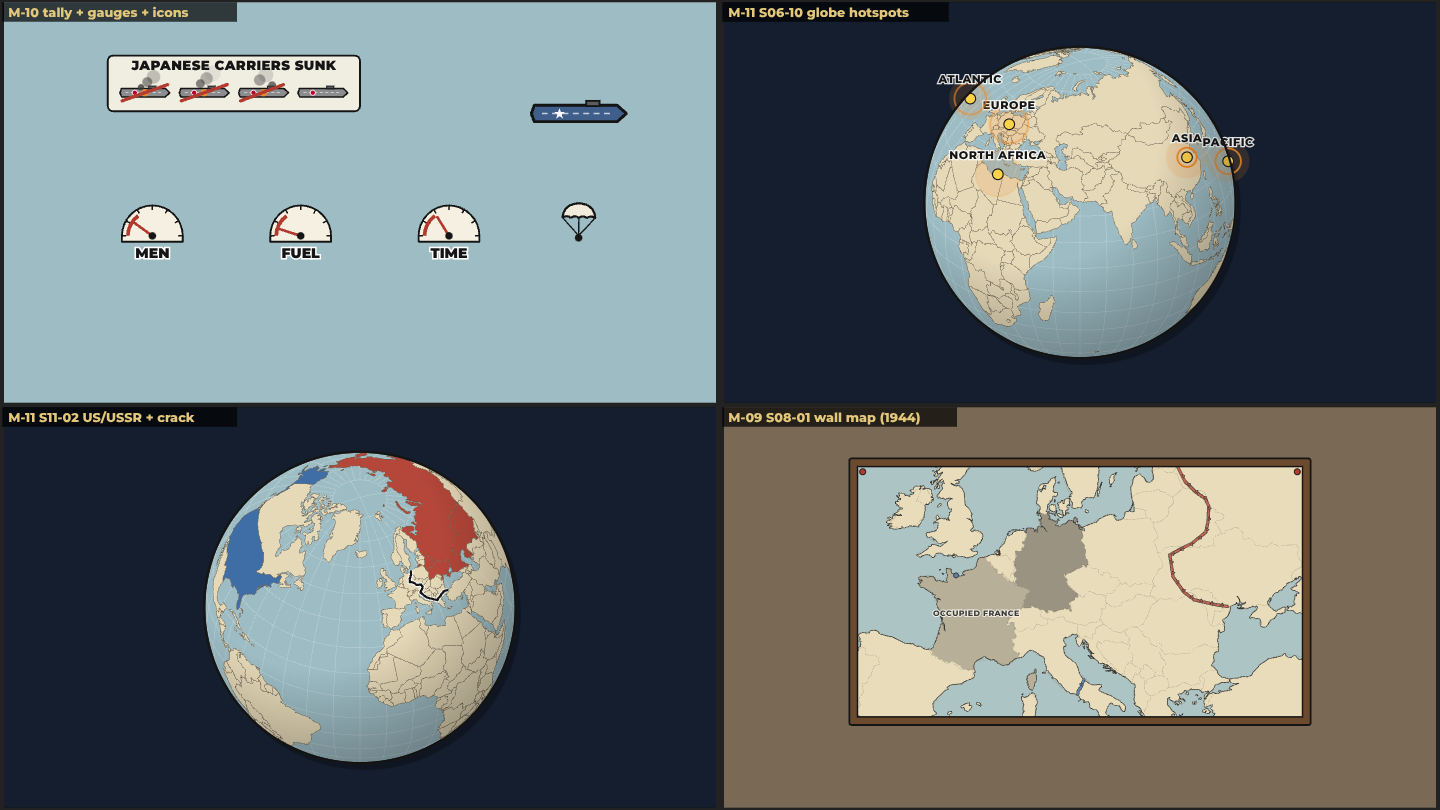 M-10 tally + gauges + icons
JAPANESE CARRIERS SUNK
MEN
FUEL
TIME
M-11 S06-10 globe hotspots
ATLANTIC
EUROPE
NORTH AFRICA
ASIA
PACIFIC
M-11 S11-02 US/USSR + crack
M-09 S08-01 wall map (1944)
OCCUPIED FRANCE